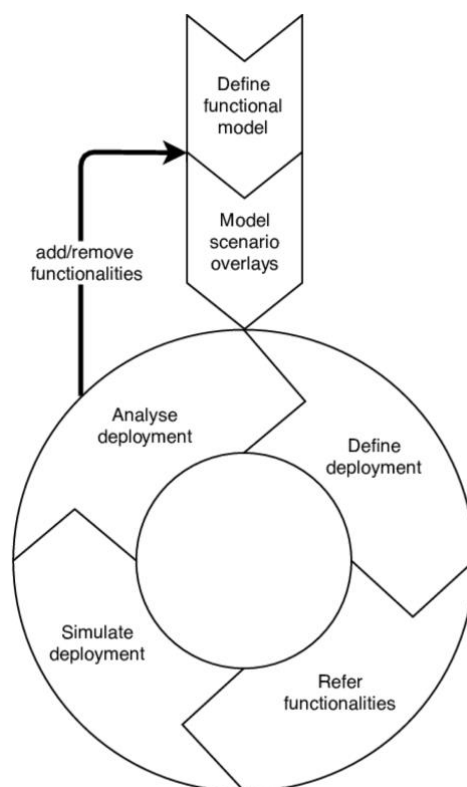 Define
functional
model
Model
scenario
overlays
add/remove
functionalities
Analyse
deployment
Define
deployment
Simulate
deployment
Refer
functionalities